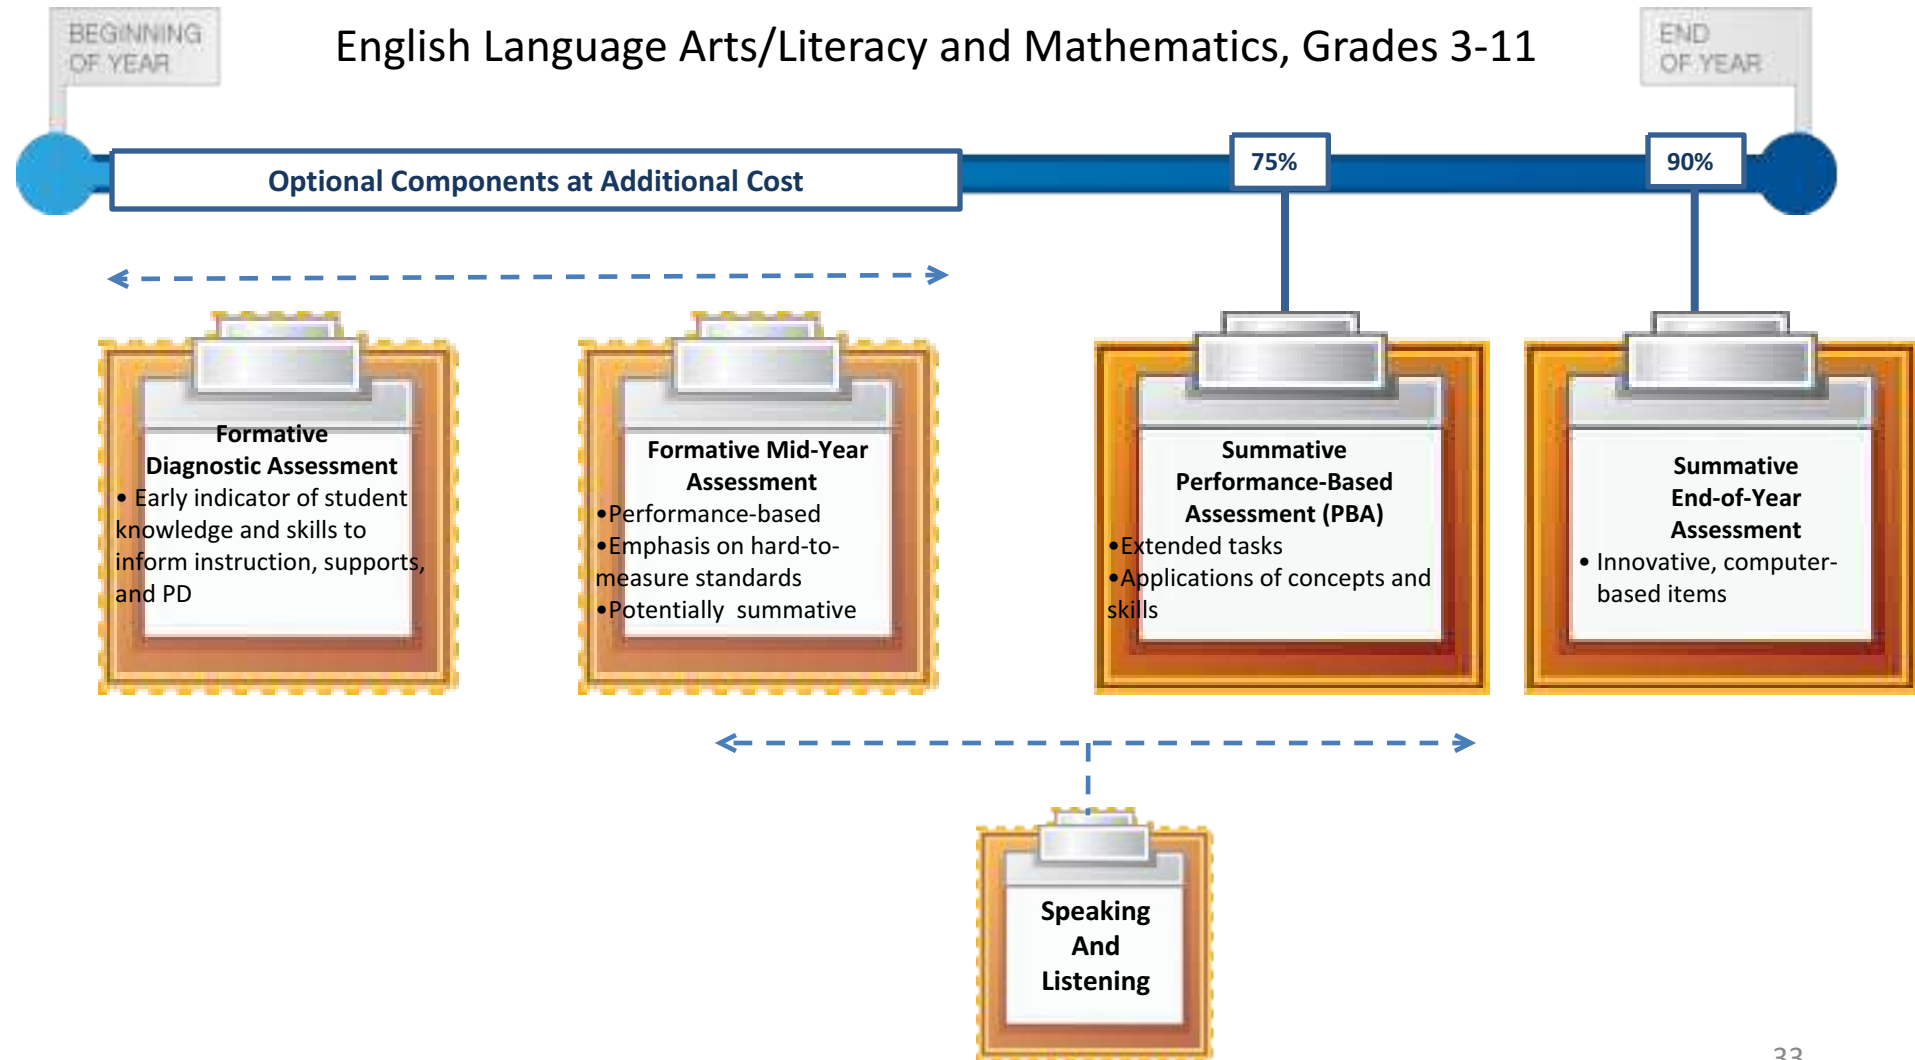 BEGINNING
OF YEAR
English Language Arts/Literacy and Mathematics, Grades 3-11
END
OF YEAR
Optional Components at Additional Cost
75%
90%
Formative
Diagnostic Assessment
• Early indicator of student
knowledge and skills to
inform instruction, supports,
and PD
Formative Mid-Year
Assessment
•Performance-based
•Emphasis on hard-to-
measure standards
•Potentially summative
Summative
Performance-Based
Assessment (PBA)
•Extended tasks
•Applications of concepts and
skills
Summative
End-of-Year
Assessment
• Innovative, computer-
based items
Speaking
And
Listening
33